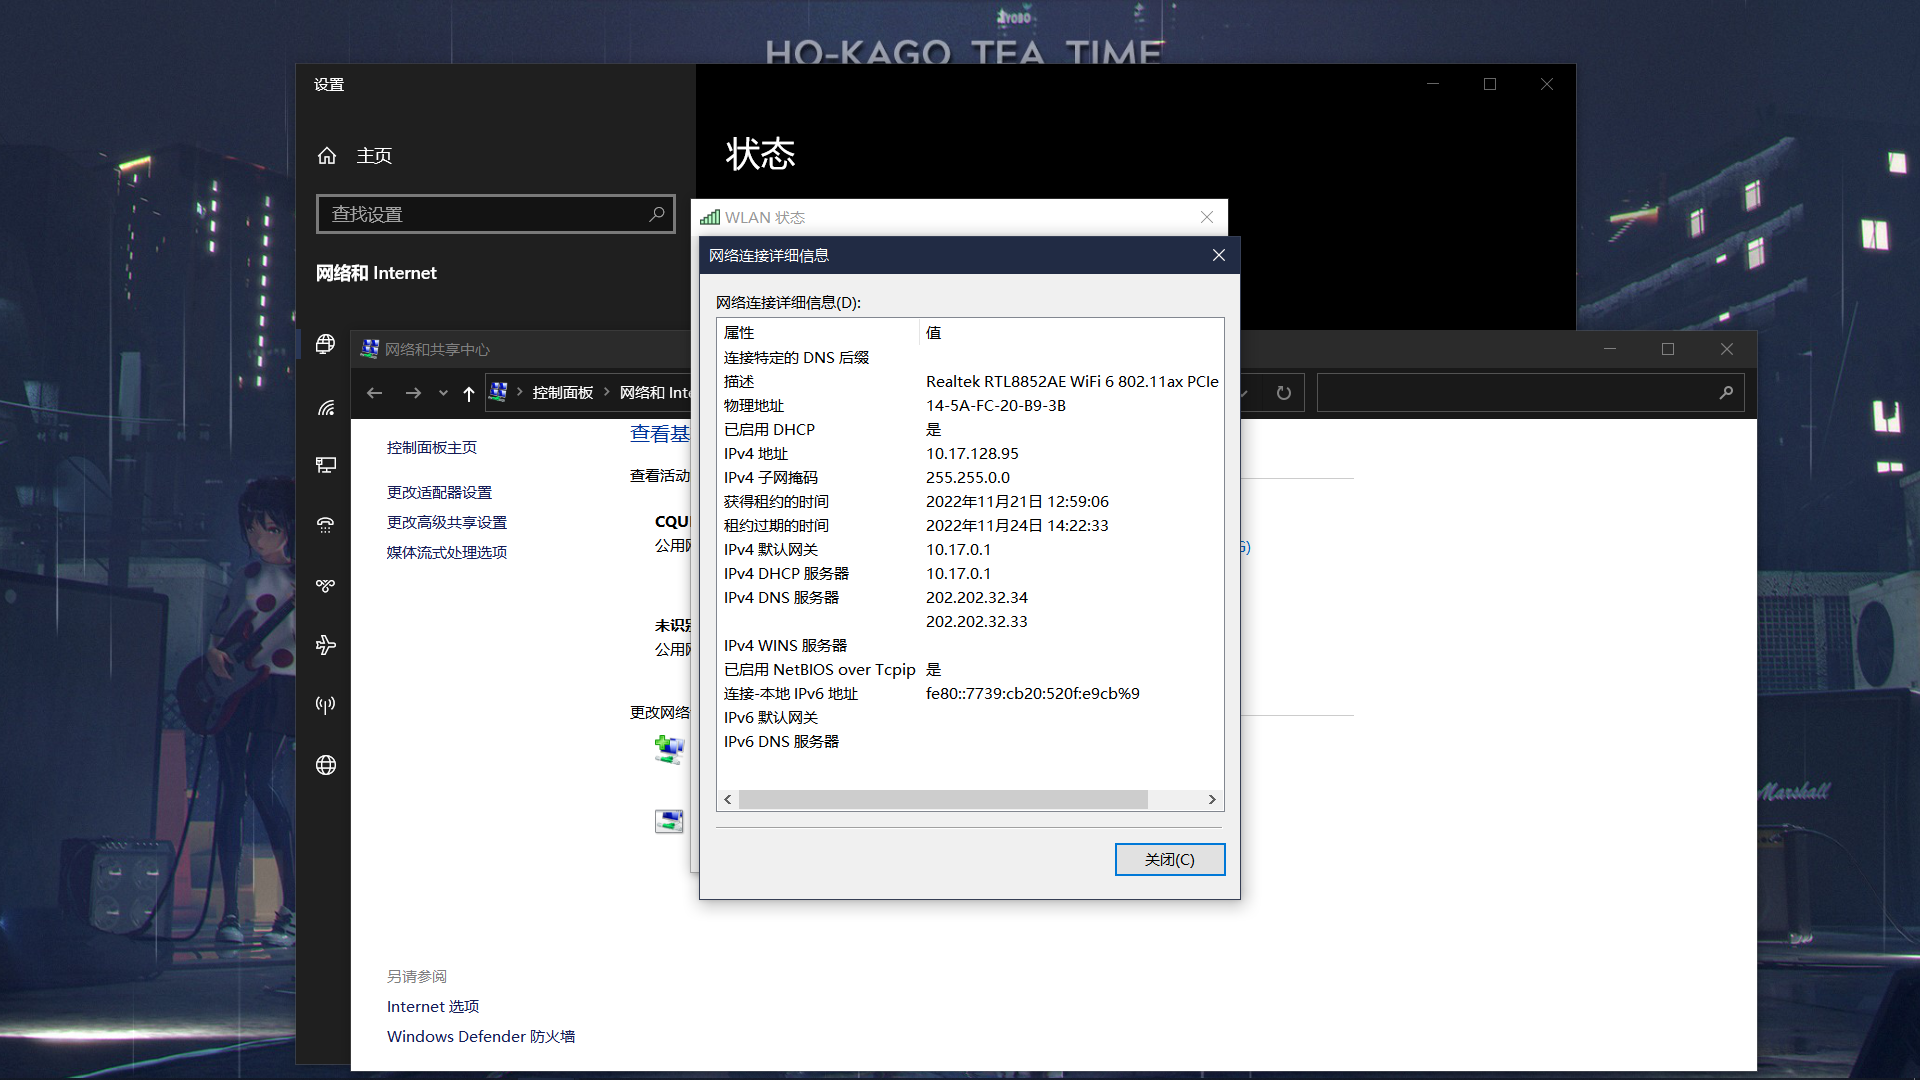 HO-KAGO TEA TIME
设置
主页
查找设置
网络和 Internet
状态
WLAN 状态
网络连接详细信息
网络连接详细信息(D):
属性 值
连接特定的 DNS 后缀
描述 Realtek RTL8852AE WiFi 6 802.11ax PCIe
物理地址 14-5A-FC-20-B9-3B
已启用 DHCP 是
IPv4 地址 10.17.128.95
IPv4 子网掩码 255.255.0.0
获得租约的时间 2022年11月21日 12:59:06
租约过期的时间 2022年11月24日 14:22:33
IPv4 默认网关 10.17.0.1
IPv4 DHCP 服务器 10.17.0.1
IPv4 DNS 服务器 202.202.32.34
202.202.32.33
IPv4 WINS 服务器
已启用 NetBIOS over Tcpip 是
连接-本地 IPv6 地址 fe80::7739:cb20:520f:e9cb%9
IPv6 默认网关
IPv6 DNS 服务器
关闭(C)
网络和共享中心
控制面板 网络和 Inte
控制面板主页
更改适配器设置
更改高级共享设置
媒体流式处理选项
查看基
查看活动
CQU
公用
G)
未识
公用
更改网络
另请参阅
Internet 选项
Windows Defender 防火墙
Marshall